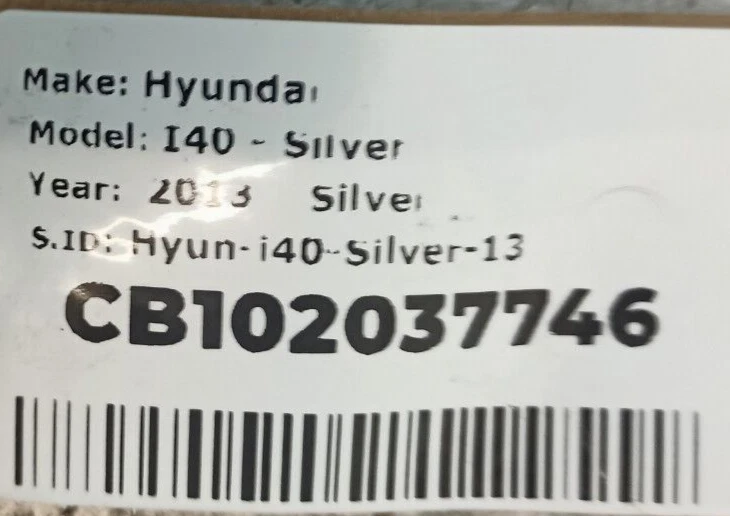 Make: Hyundai
Model: I40 - Silver
Year: 2013 Silver
S.ID: Hyun-i40-Silver-13
CB102037746